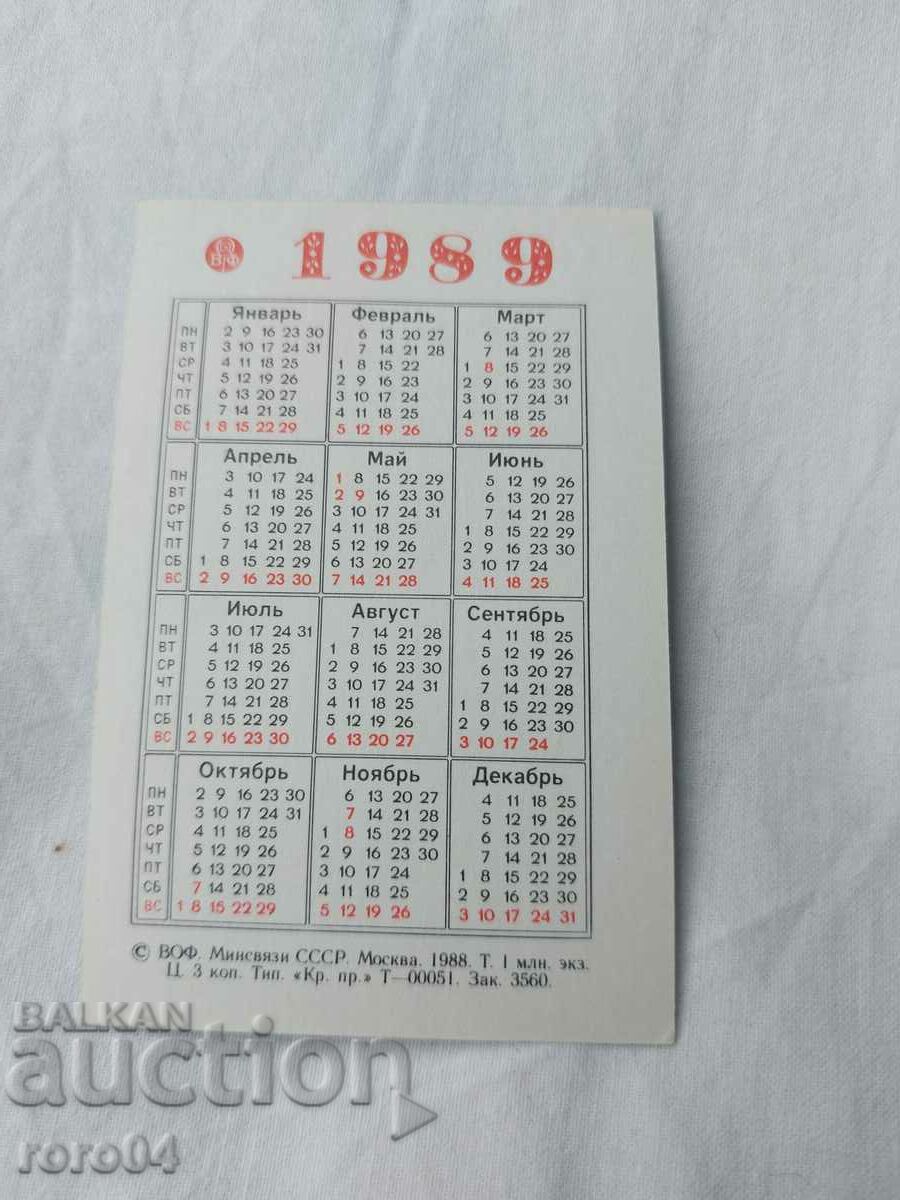 ВОФ 1989
Январь Февраль Март
ПН 2 9 16 23 30 6 13 20 27 6 13 20 27
ВТ 3 10 17 24 31 7 14 21 28 7 14 21 28
СР 4 11 18 25 1 8 15 22 1 8 15 22 29
ЧТ 5 12 19 26 2 9 16 23 2 9 16 23 30
ПТ 6 13 20 27 3 10 17 24 3 10 17 24 31
СБ 7 14 21 28 4 11 18 25 4 11 18 25
ВС 1 8 15 22 29 5 12 19 26 5 12 19 26
Апрель Май Июнь
ПН 3 10 17 24 1 8 15 22 29 5 12 19 26
ВТ 4 11 18 25 2 9 16 23 30 6 13 20 27
СР 5 12 19 26 3 10 17 24 31 7 14 21 28
ЧТ 6 13 20 27 4 11 18 25 1 8 15 22 29
ПТ 7 14 21 28 5 12 19 26 2 9 16 23 30
СБ 1 8 15 22 29 6 13 20 27 3 10 17 24
ВС 2 9 16 23 30 7 14 21 28 4 11 18 25
Июль Август Сентябрь
ПН 3 10 17 24 31 7 14 21 28 4 11 18 25
ВТ 4 11 18 25 1 8 15 22 29 5 12 19 26
СР 5 12 19 26 2 9 16 23 30 6 13 20 27
ЧТ 6 13 20 27 3 10 17 24 31 7 14 21 28
ПТ 7 14 21 28 4 11 18 25 1 8 15 22 29
СБ 1 8 15 22 29 5 12 19 26 2 9 16 23 30
ВС 2 9 16 23 30 6 13 20 27 3 10 17 24
Октябрь Ноябрь Декабрь
ПН 2 9 16 23 30 6 13 20 27 4 11 18 25
ВТ 3 10 17 24 31 7 14 21 28 5 12 19 26
СР 4 11 18 25 1 8 15 22 29 6 13 20 27
ЧТ 5 12 19 26 2 9 16 23 30 7 14 21 28
ПТ 6 13 20 27 3 10 17 24 1 8 15 22 29
СБ 7 14 21 28 4 11 18 25 2 9 16 23 30
ВС 1 8 15 22 29 5 12 19 26 3 10 17 24 31
© ВОФ. Минсвязи СССР. Москва. 1988. Т. 1 млн. экз.
Ц. 3 коп. Тип. «Кр. пр.» Т—00051. Зак. 3560.
BALKAN
auction
roro04